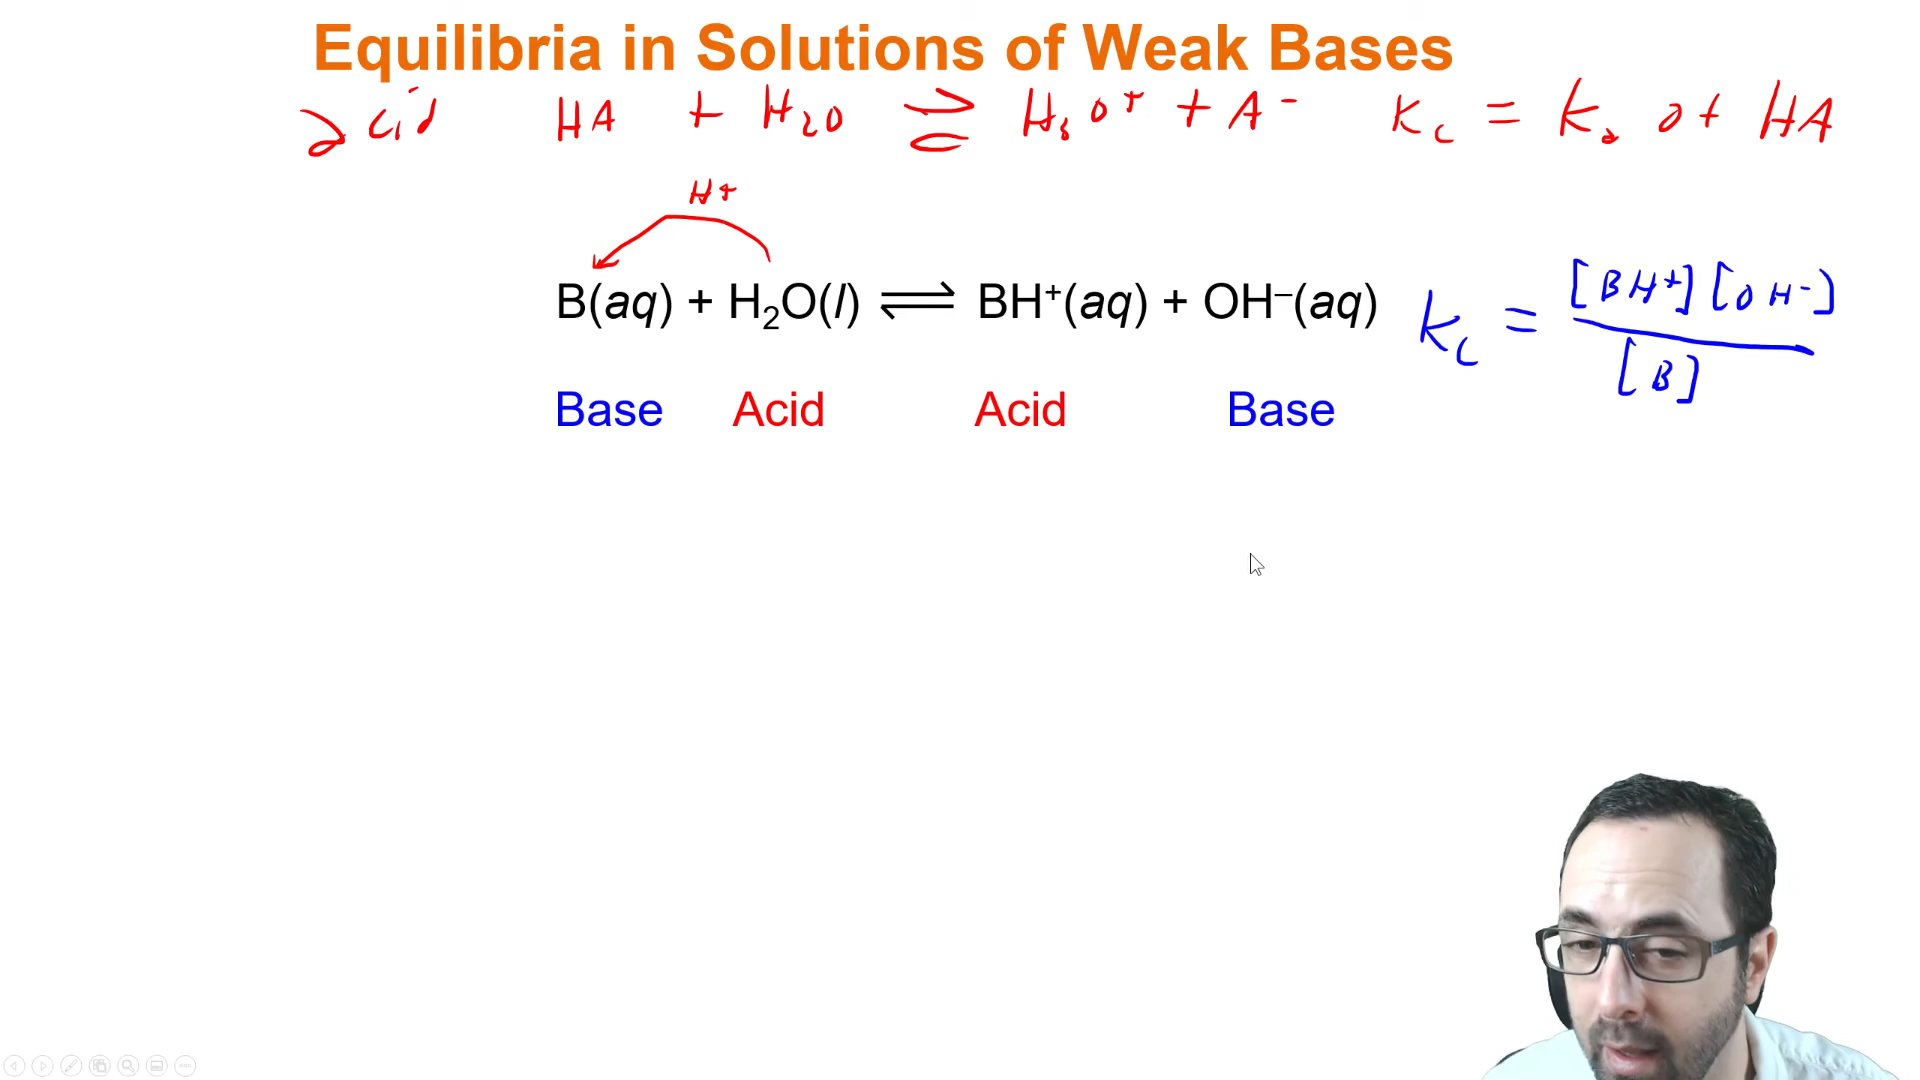 Equilibria in Solutions of Weak Bases
acid HA + H₂O ⇌ H₃O⁺ + A⁻ Kc = Ka of HA
H⁺
B(aq) + H₂O(l) ⇌ BH⁺(aq) + OH⁻(aq) Kc = [BH⁺][OH⁻]
[B]
Base Acid Acid Base